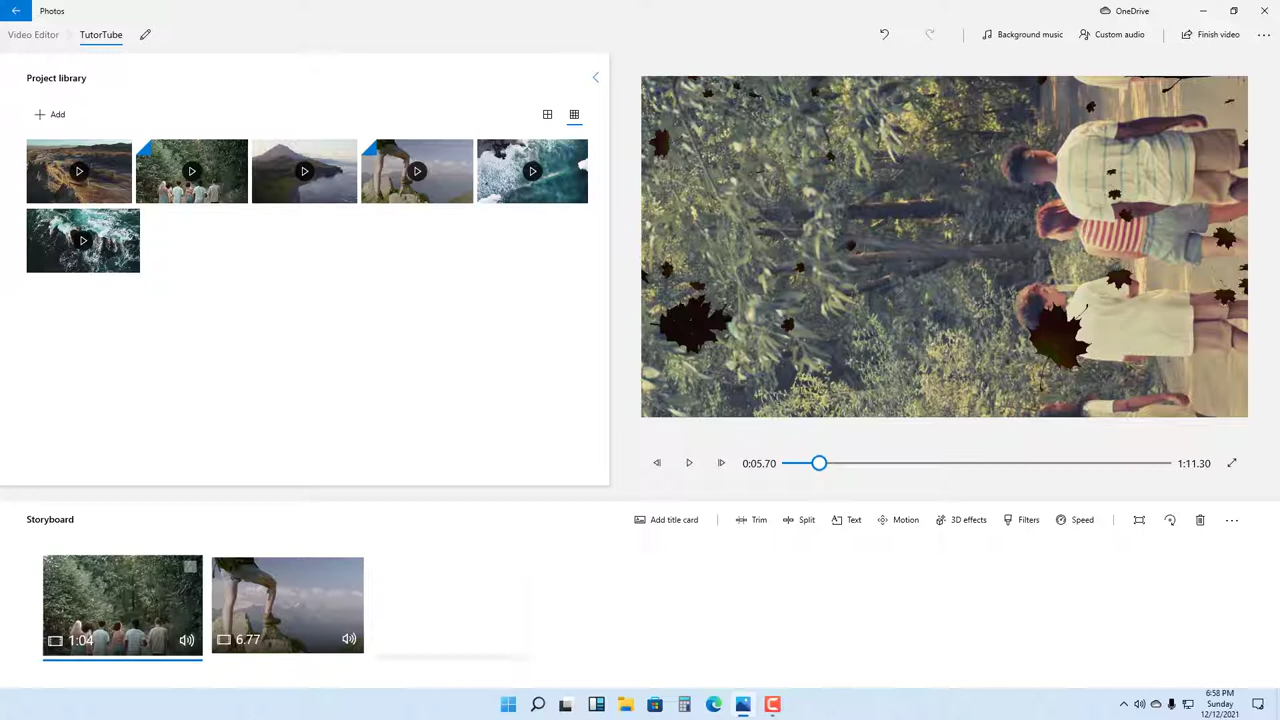 Photos
OneDrive
Video Editor
TutorTube
Background music
Custom audio
Finish video
Project library
Add
0:05.70
1:11.30
Storyboard
Add title card
Trim
Split
Text
Motion
3D effects
Filters
Speed
1:04
6.77
6:58 PM
Sunday
12/12/2021